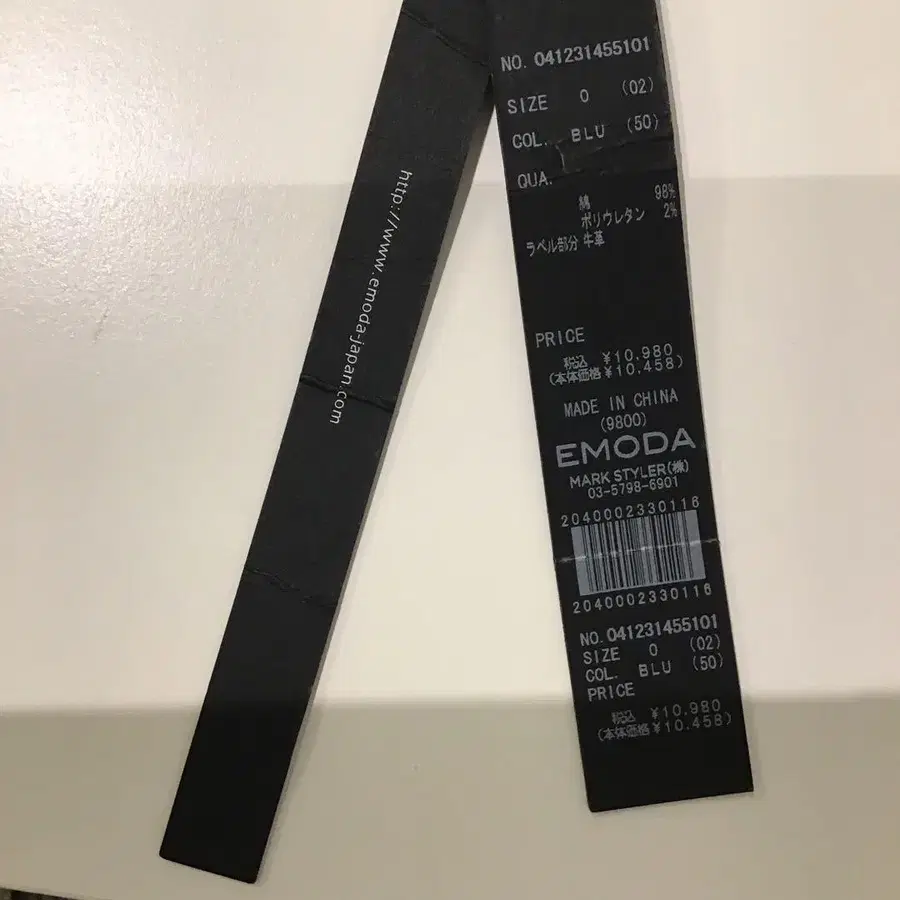 http://www.emoda-japan.com
NO. 041231455101
SIZE 0 (02)
COL. BLU (50)
QUA.
綿 98%
ポリウレタン 2%
ラベル部分 牛革
PRICE
税込 ¥10,980
(本体価格¥10,458)
MADE IN CHINA
(9800)
EMODA
MARK STYLER(株)
03-5798-6901
2040002330116
2040002330116
NO. 041231455101
SIZE 0 (02)
COL. BLU (50)
PRICE
税込 ¥10,980
(本体価格¥10,458)